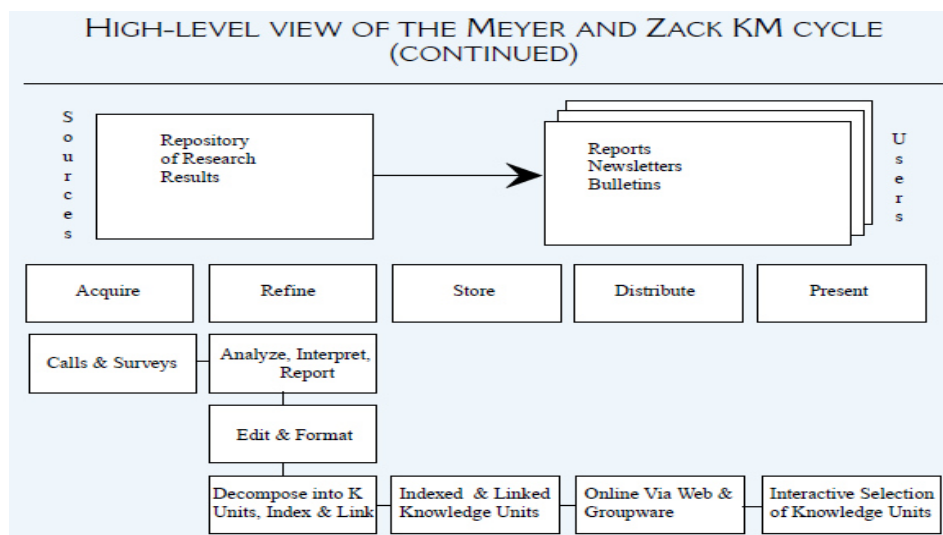 HIGH-LEVEL VIEW OF THE MEYER AND ZACK KM CYCLE
(CONTINUED)
Sources
Repository
of Research
Results
Reports
Newsletters
Bulletins
Users
Acquire
Refine
Store
Distribute
Present
Calls & Surveys
Analyze, Interpret,
Report
Edit & Format
Decompose into K
Units, Index & Link
Indexed & Linked
Knowledge Units
Online Via Web &
Groupware
Interactive Selection
of Knowledge Units